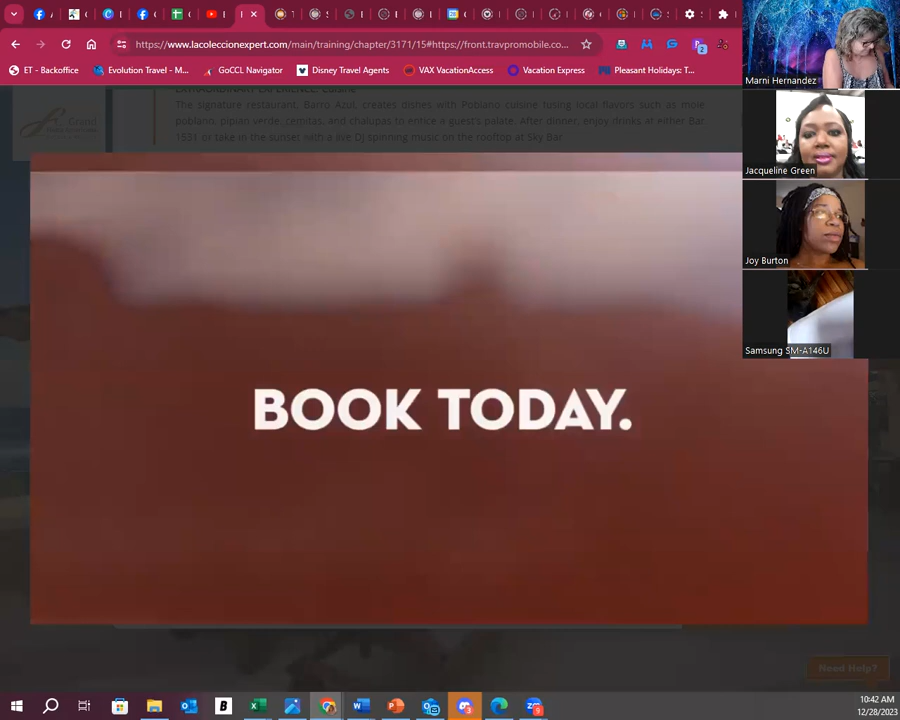 https://www.lacoleccionexpert.com/main/training/chapter/3171/15#https://front.travpromobile.co...
2
ET - Backoffice
Evolution Travel - M...
GoCCL Navigator
Disney Travel Agents
VAX VacationAccess
Vacation Express
Pleasant Holidays: T...
EXTRAORDINARY EXPERIENCE: Cuisine
The signature restaurant, Barro Azul, creates dishes with Poblano cuisine fusing local flavors such as mole
poblano, pipian verde, cemitas, and chalupas to entice a guest's palate. After dinner, enjoy drinks at either Bar
1531 or take in the sunset with a live DJ spinning music on the rooftop at Sky Bar.
Grand
BOOK TODAY.
Marni Hernandez
Jacqueline Green
Joy Burton
Samsung SM-A146U
Need Help?
10:42 AM
12/28/2023